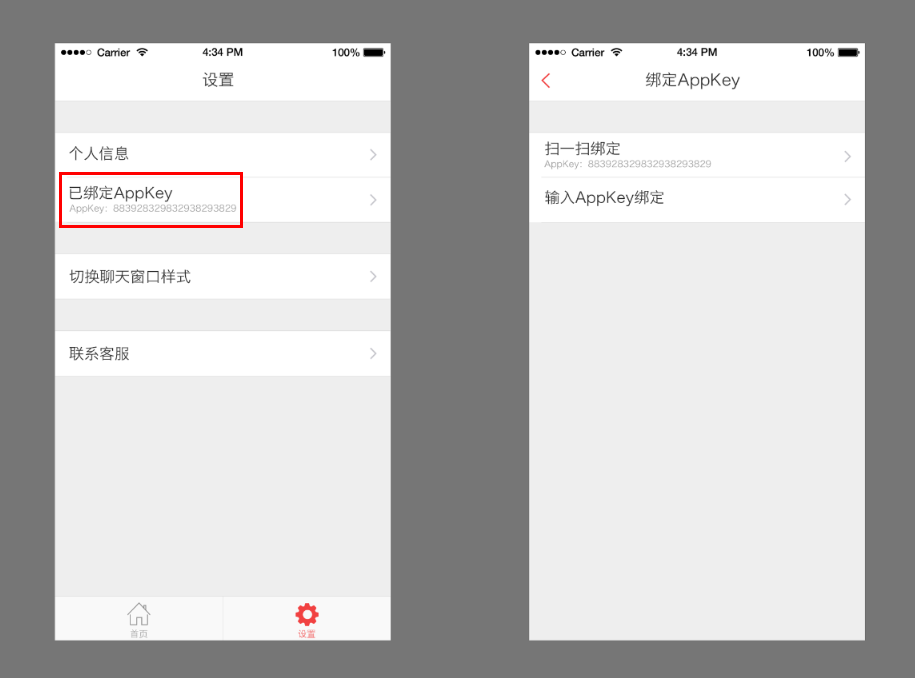 Carrier 4:34 PM 100%
设置
个人信息
已绑定AppKey
AppKey: 883928329832938293829
切换聊天窗口样式
联系客服
首页
设置
Carrier 4:34 PM 100%
绑定AppKey
扫一扫绑定
AppKey: 883928329832938293829
输入AppKey绑定